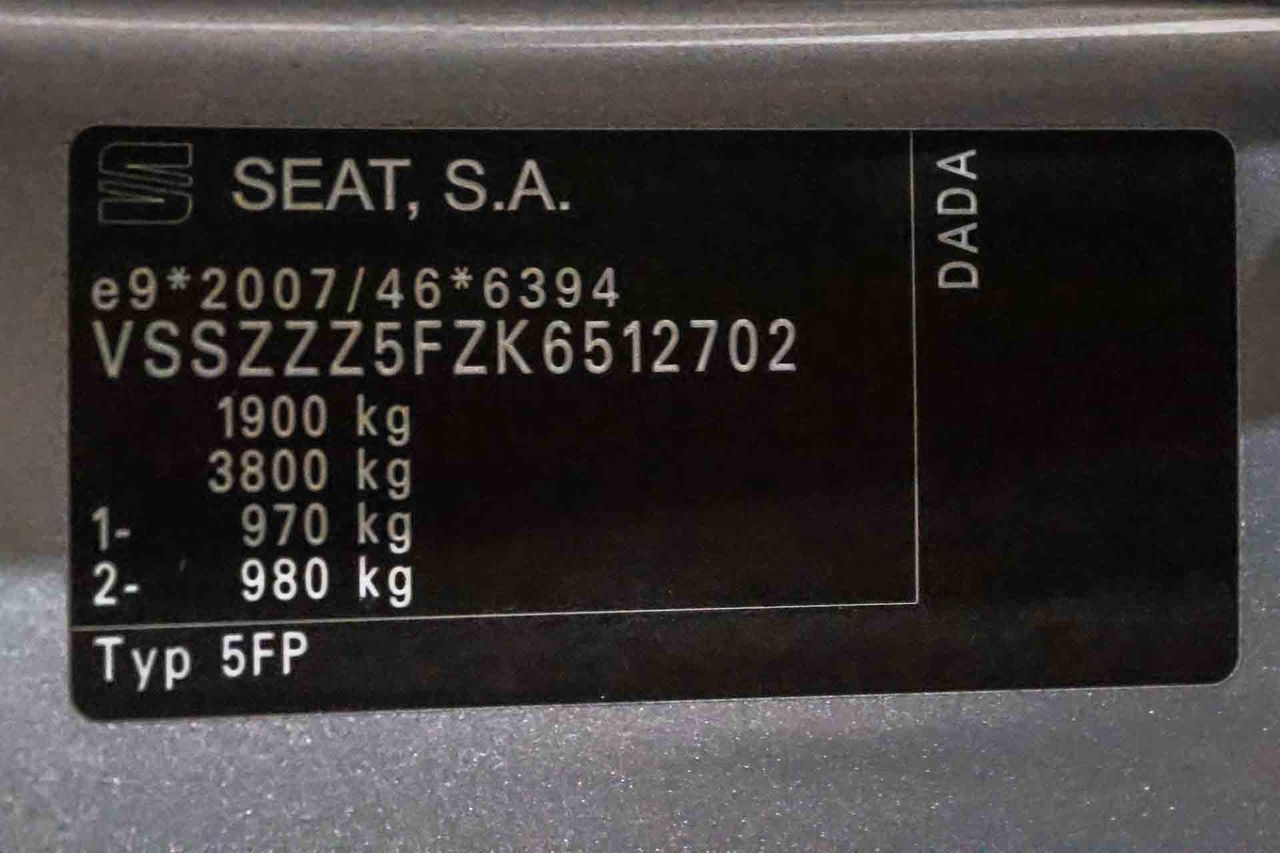 SEAT, S.A.
e9*2007/46*6394
VSSZZZ5FZK6512702
1900 kg
3800 kg
1- 970 kg
2- 980 kg
Typ 5FP
DADA